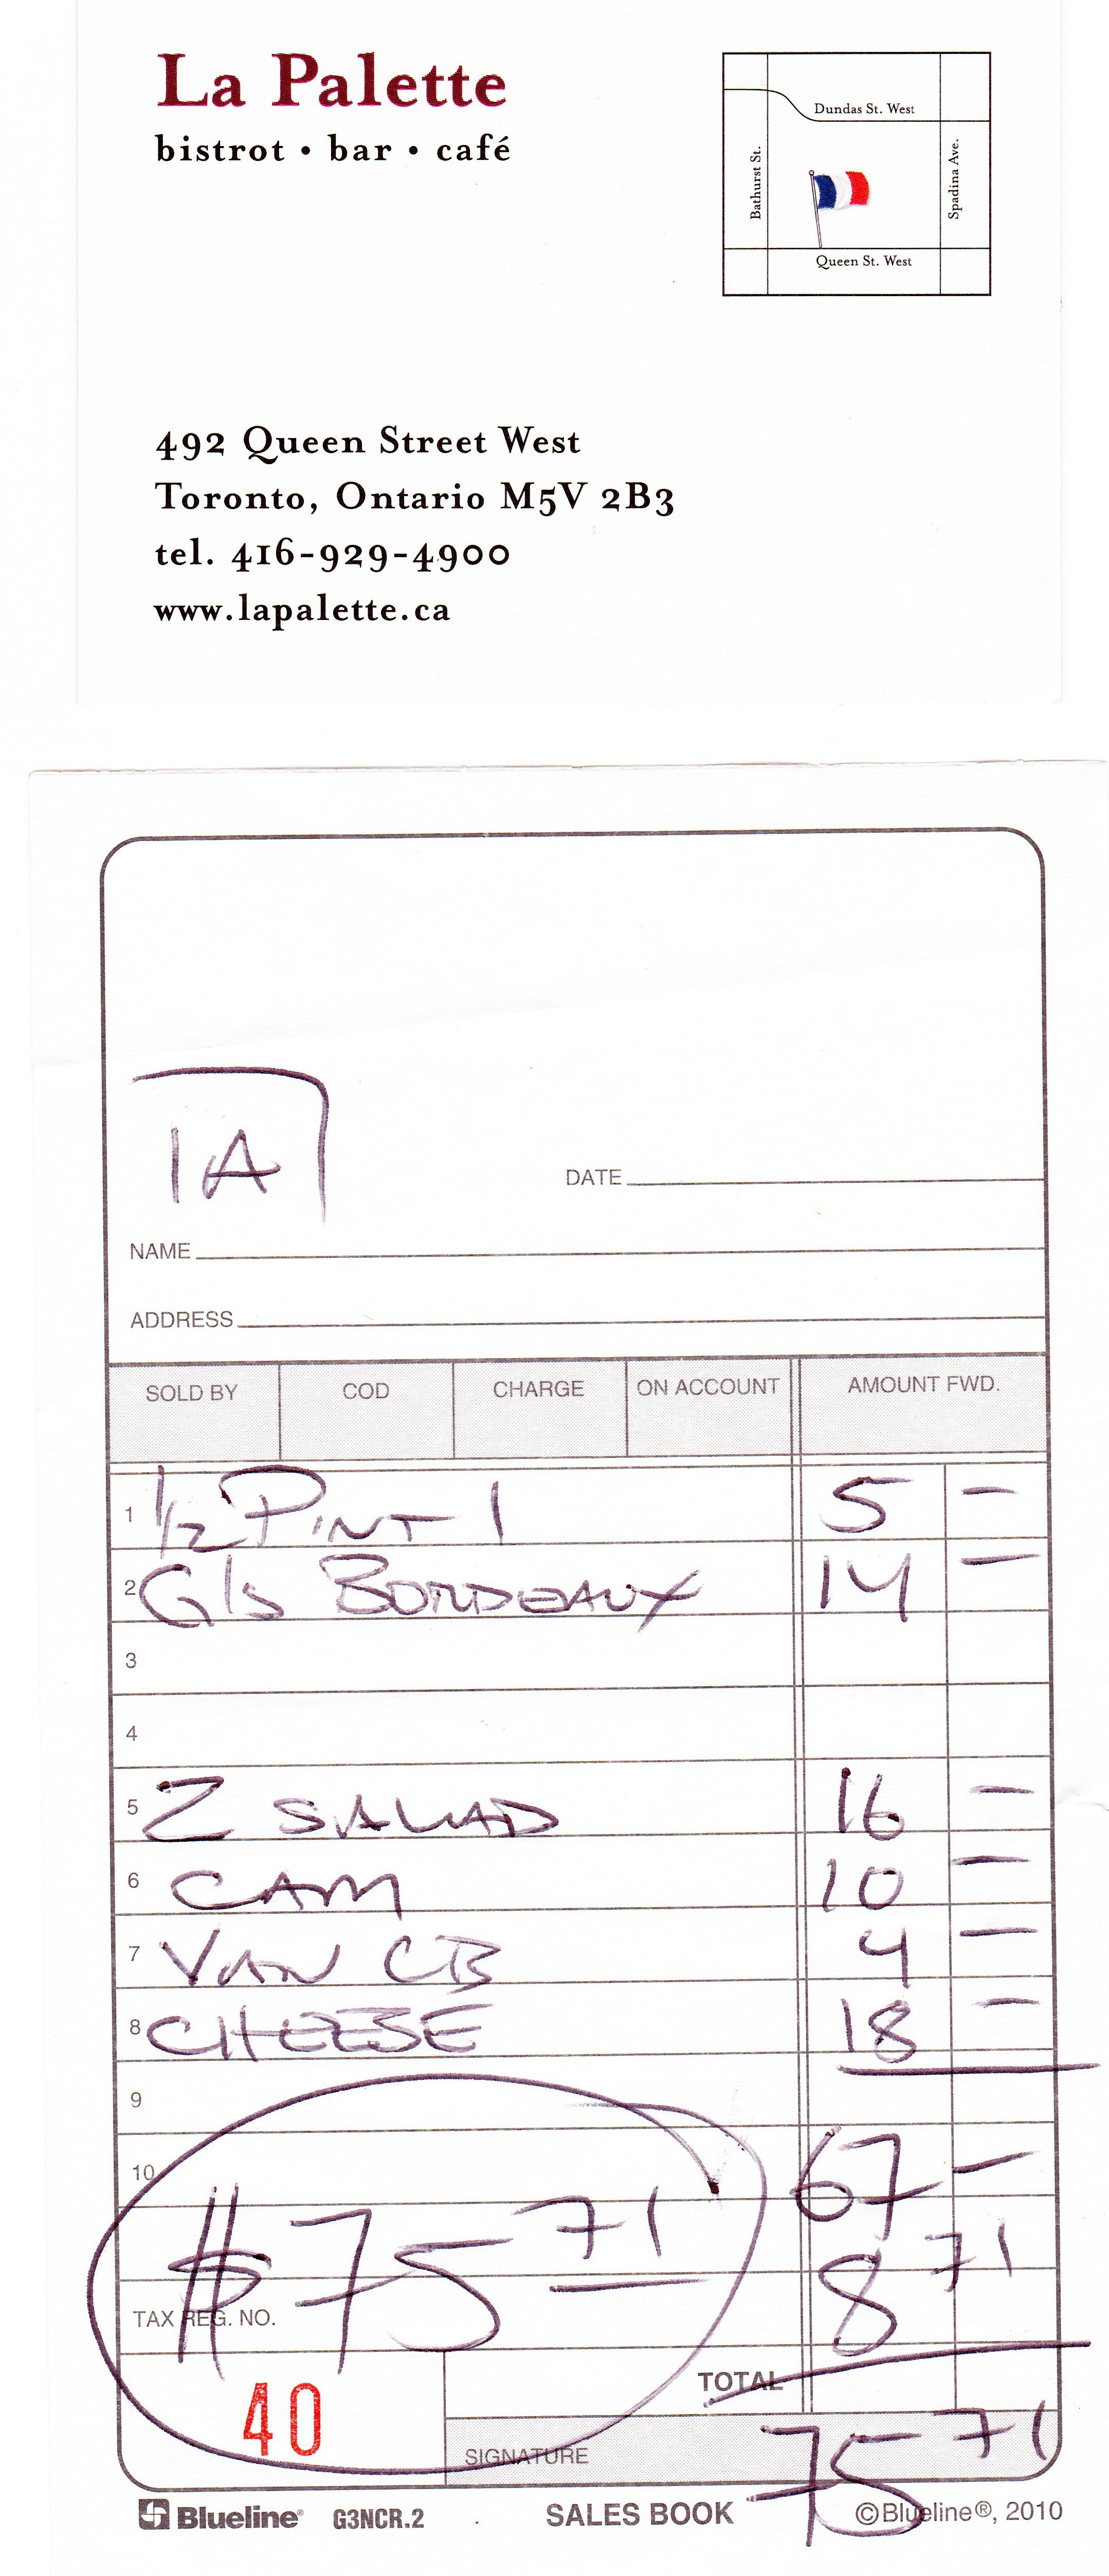 La Palette
bistrot • bar • café
Dundas St. West
Bathurst St.
Spadina Ave.
Queen St. West
492 Queen Street West
Toronto, Ontario M5V 2B3
tel. 416-929-4900
www.lapalette.ca
1A
DATE
NAME
ADDRESS
SOLD BY COD CHARGE ON ACCOUNT AMOUNT FWD.
1 1/2 PINT 1 5 —
2 Gls BORDEAUX 14 —
3
4
5 2 SALAD 16 —
6 CAM 10 —
7 VAN CB 4 —
8 CHEESE 18 —
9
10 67 —
$75 71 8 71
TAX REG. NO.
40 TOTAL
SIGNATURE 75 71
Blueline® G3NCR.2 SALES BOOK ©Blueline®, 2010